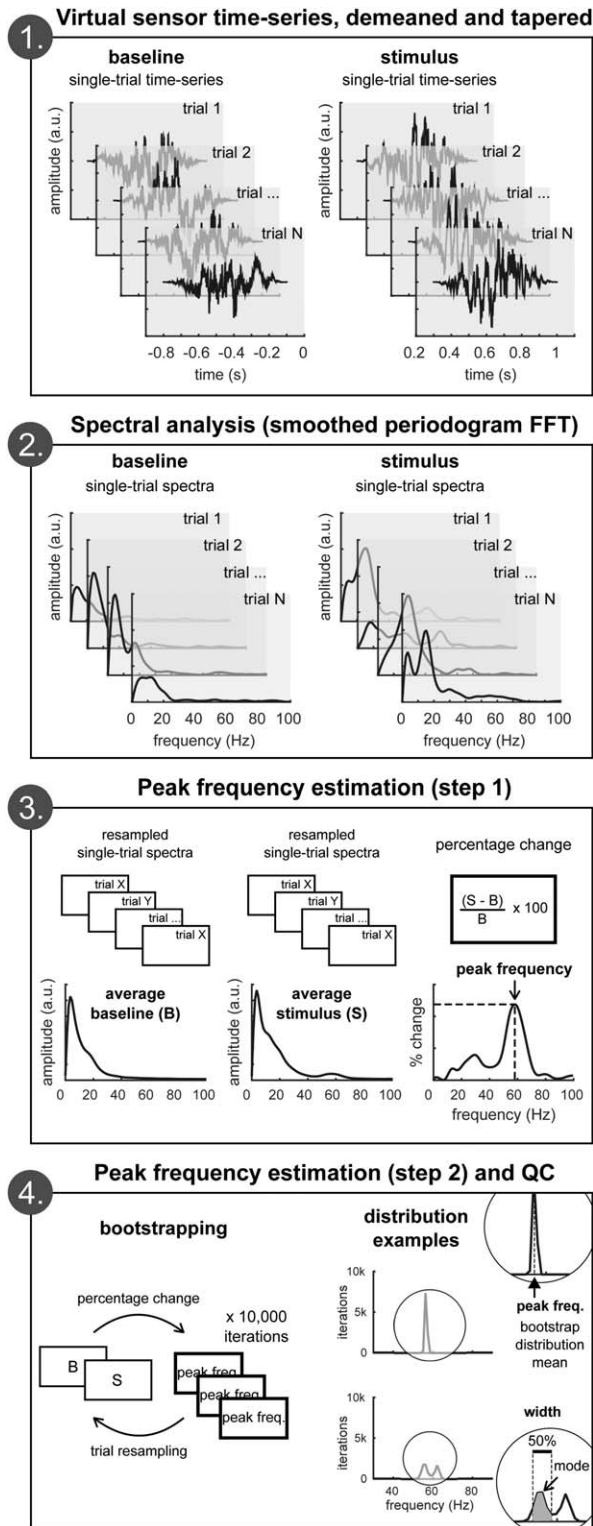 1.
Virtual sensor time-series, demeaned and tapered
baseline
single-trial time-series
amplitude (a.u.)
trial 1
trial 2
trial ...
trial N
-0.8 -0.6 -0.4 -0.2 0
time (s)
stimulus
single-trial time-series
amplitude (a.u.)
trial 1
trial 2
trial ...
trial N
0.2 0.4 0.6 0.8 1
time (s)
2.
Spectral analysis (smoothed periodogram FFT)
baseline
single-trial spectra
amplitude (a.u.)
trial 1
trial 2
trial ...
trial N
0 20 40 60 80 100
frequency (Hz)
stimulus
single-trial spectra
amplitude (a.u.)
trial 1
trial 2
trial ...
trial N
0 20 40 60 80 100
frequency (Hz)
3.
Peak frequency estimation (step 1)
resampled
single-trial spectra
trial X
trial Y
trial ...
trial X
resampled
single-trial spectra
trial X
trial Y
trial ...
trial X
percentage change
(S - B)
B
x 100
amplitude (a.u.)
average
baseline (B)
0 20 40 60 80 100
amplitude (a.u.)
average
stimulus (S)
0 20 40 60 80 100
peak frequency
% change
0 20 40 60 80 100
frequency (Hz)
4.
Peak frequency estimation (step 2) and QC
bootstrapping
percentage change
x 10,000
iterations
B
S
peak freq.
peak freq.
peak freq.
trial resampling
distribution
examples
10k
5k
0
iterations
peak freq.
bootstrap
distribution
mean
10k
5k
0
iterations
40 60 80
frequency (Hz)
width
50%
mode